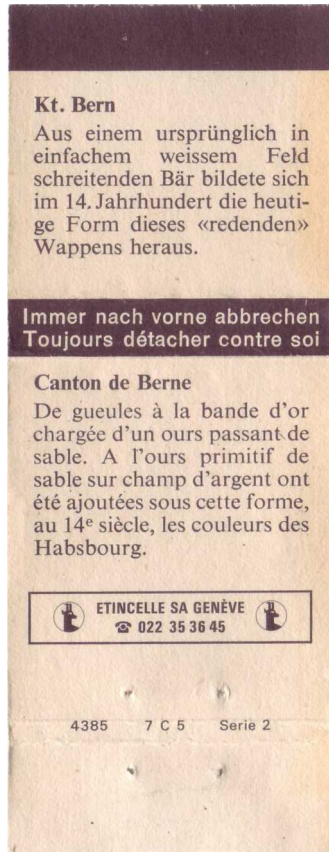 Kt. Bern
Aus einem ursprünglich in
einfachem weissem Feld
schreitenden Bär bildete sich
im 14. Jahrhundert die heuti-
ge Form dieses «redenden»
Wappens heraus.
Immer nach vorne abbrechen
Toujours détacher contre soi
Canton de Berne
De gueules à la bande d'or
chargée d'un ours passant de
sable. A l'ours primitif de
sable sur champ d'argent ont
été ajoutées sous cette forme,
au 14e siècle, les couleurs des
Habsbourg.
ETINCELLE SA GENÈVE
☎ 022 35 36 45
4385 7 C 5 Serie 2